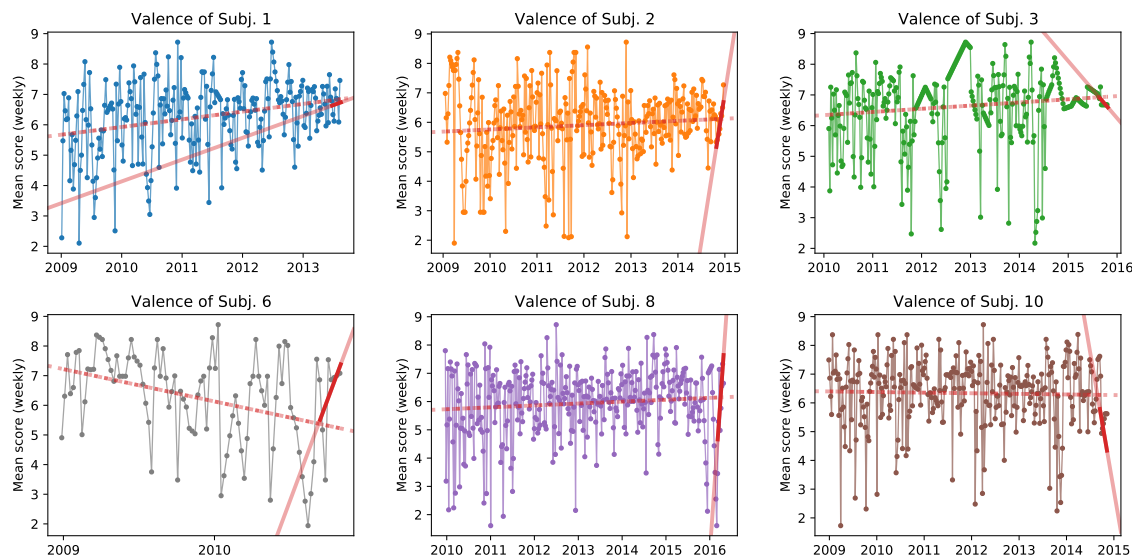 Valence of Subj. 1
Mean score (weekly)
9
8
7
6
5
4
3
2
2009 2010 2011 2012 2013
Valence of Subj. 2
Mean score (weekly)
9
8
7
6
5
4
3
2
2009 2010 2011 2012 2013 2014 2015
Valence of Subj. 3
Mean score (weekly)
9
8
7
6
5
4
3
2
2010 2011 2012 2013 2014 2015 2016
Valence of Subj. 6
Mean score (weekly)
9
8
7
6
5
4
3
2
2009 2010
Valence of Subj. 8
Mean score (weekly)
9
8
7
6
5
4
3
2
2010 2011 2012 2013 2014 2015 2016
Valence of Subj. 10
Mean score (weekly)
9
8
7
6
5
4
3
2
2009 2010 2011 2012 2013 2014 2015